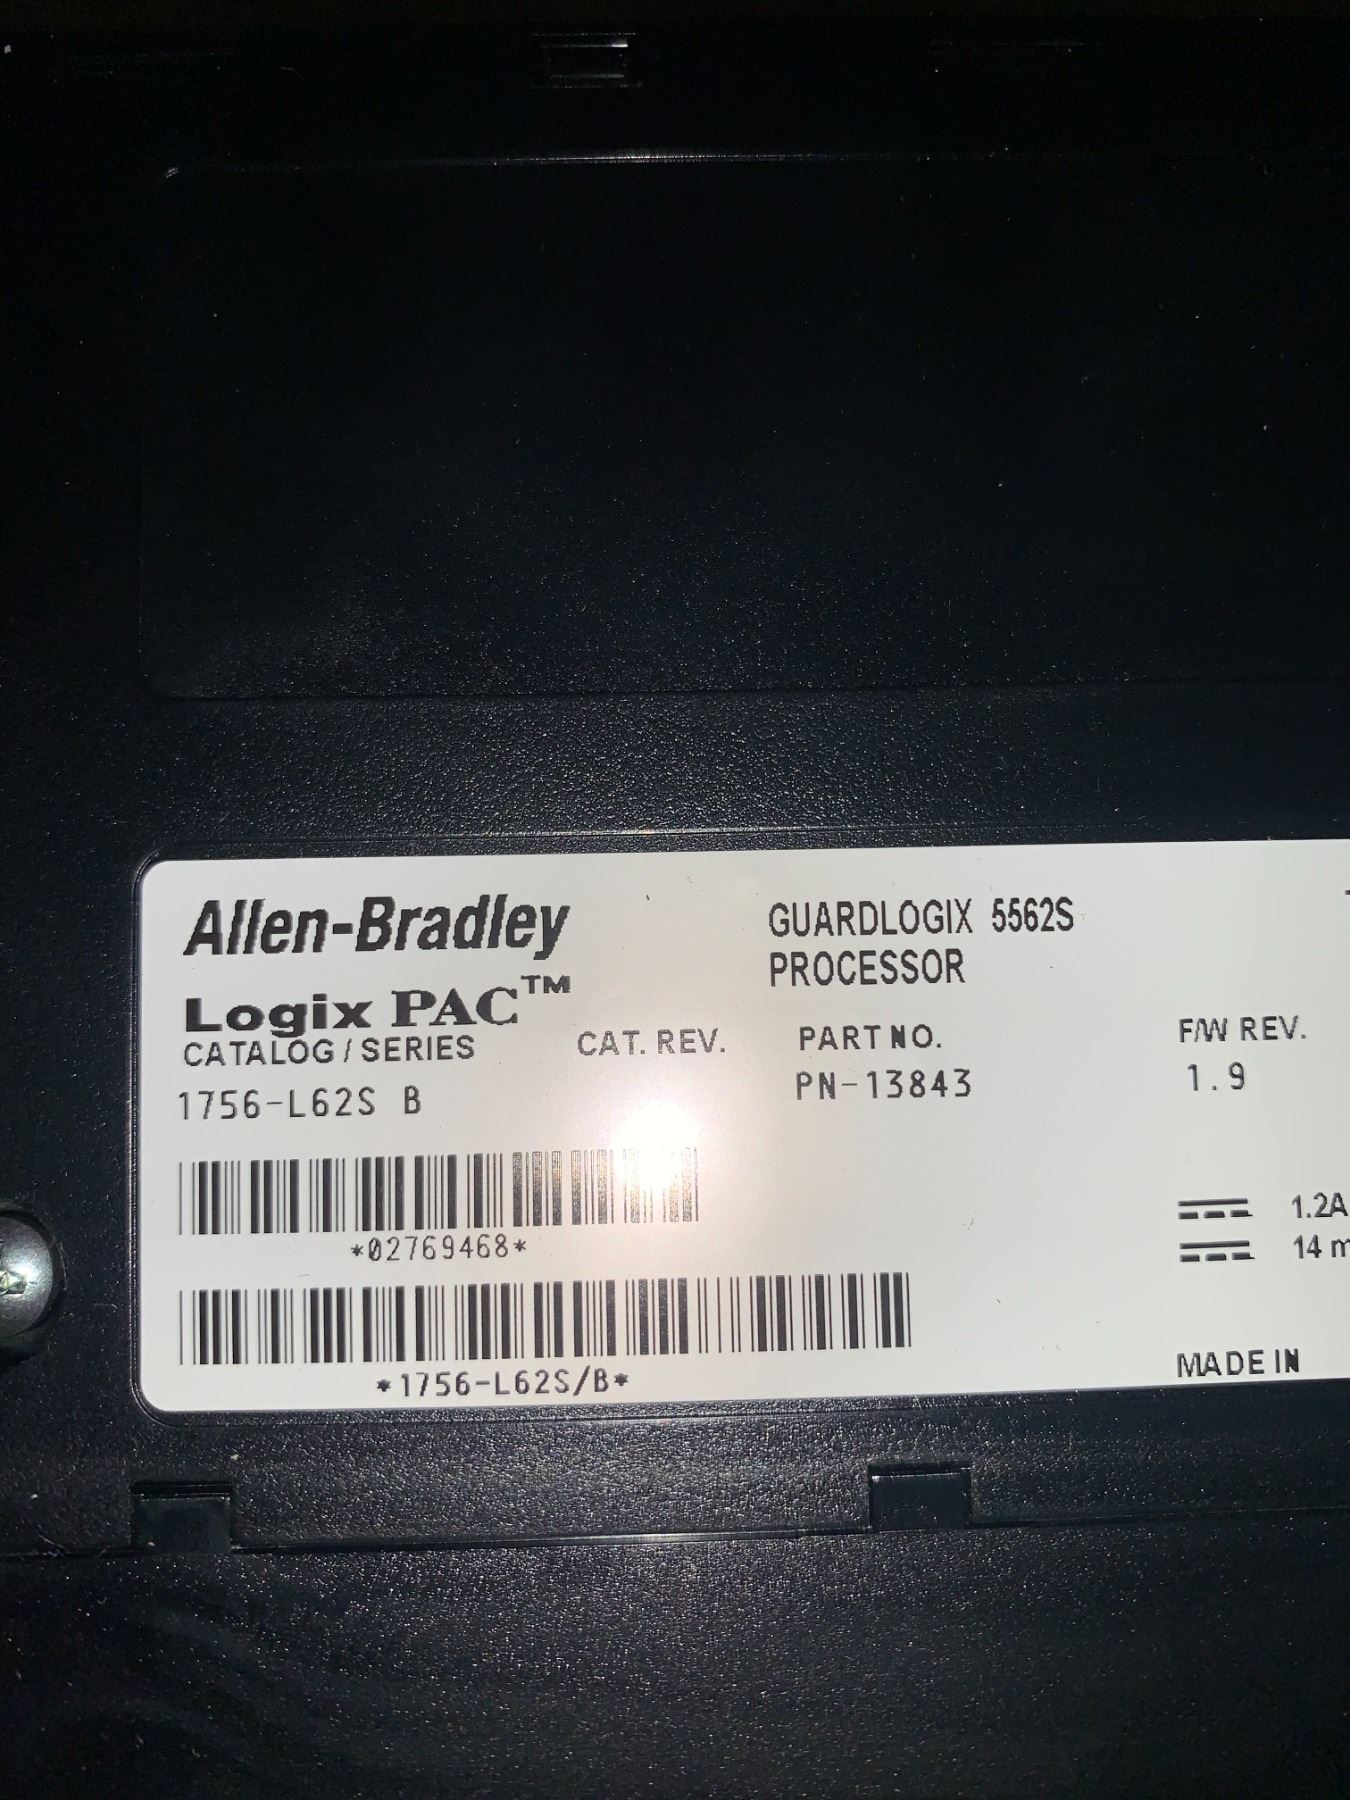 Allen-Bradley
Logix PAC™
CATALOG / SERIES
CAT. REV.
1756-L62S B
GUARDLOGIX 5562S
PROCESSOR
PART NO.
PN-13843
F/W REV.
1.9
*02769468*
*1756-L62S/B*
1.2A
14
MADE IN